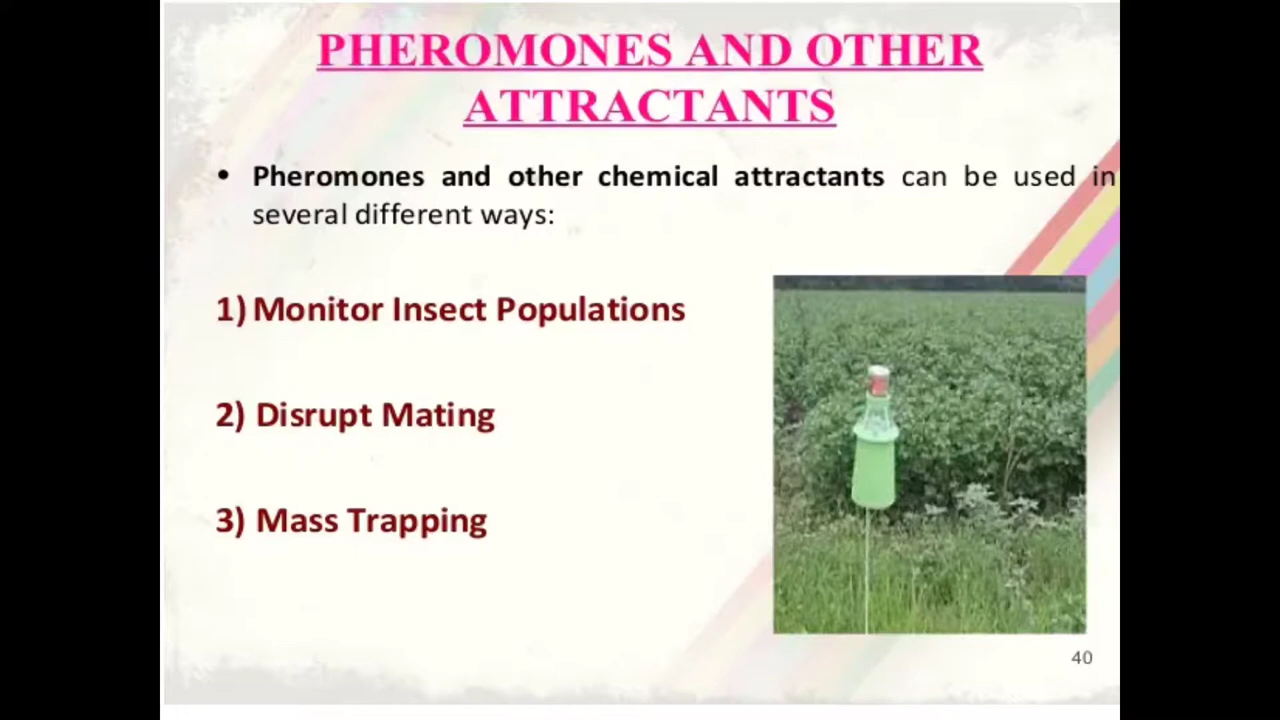 PHEROMONES AND OTHER
ATTRACTANTS
• Pheromones and other chemical attractants can be used in
several different ways:
1) Monitor Insect Populations
2) Disrupt Mating
3) Mass Trapping
40